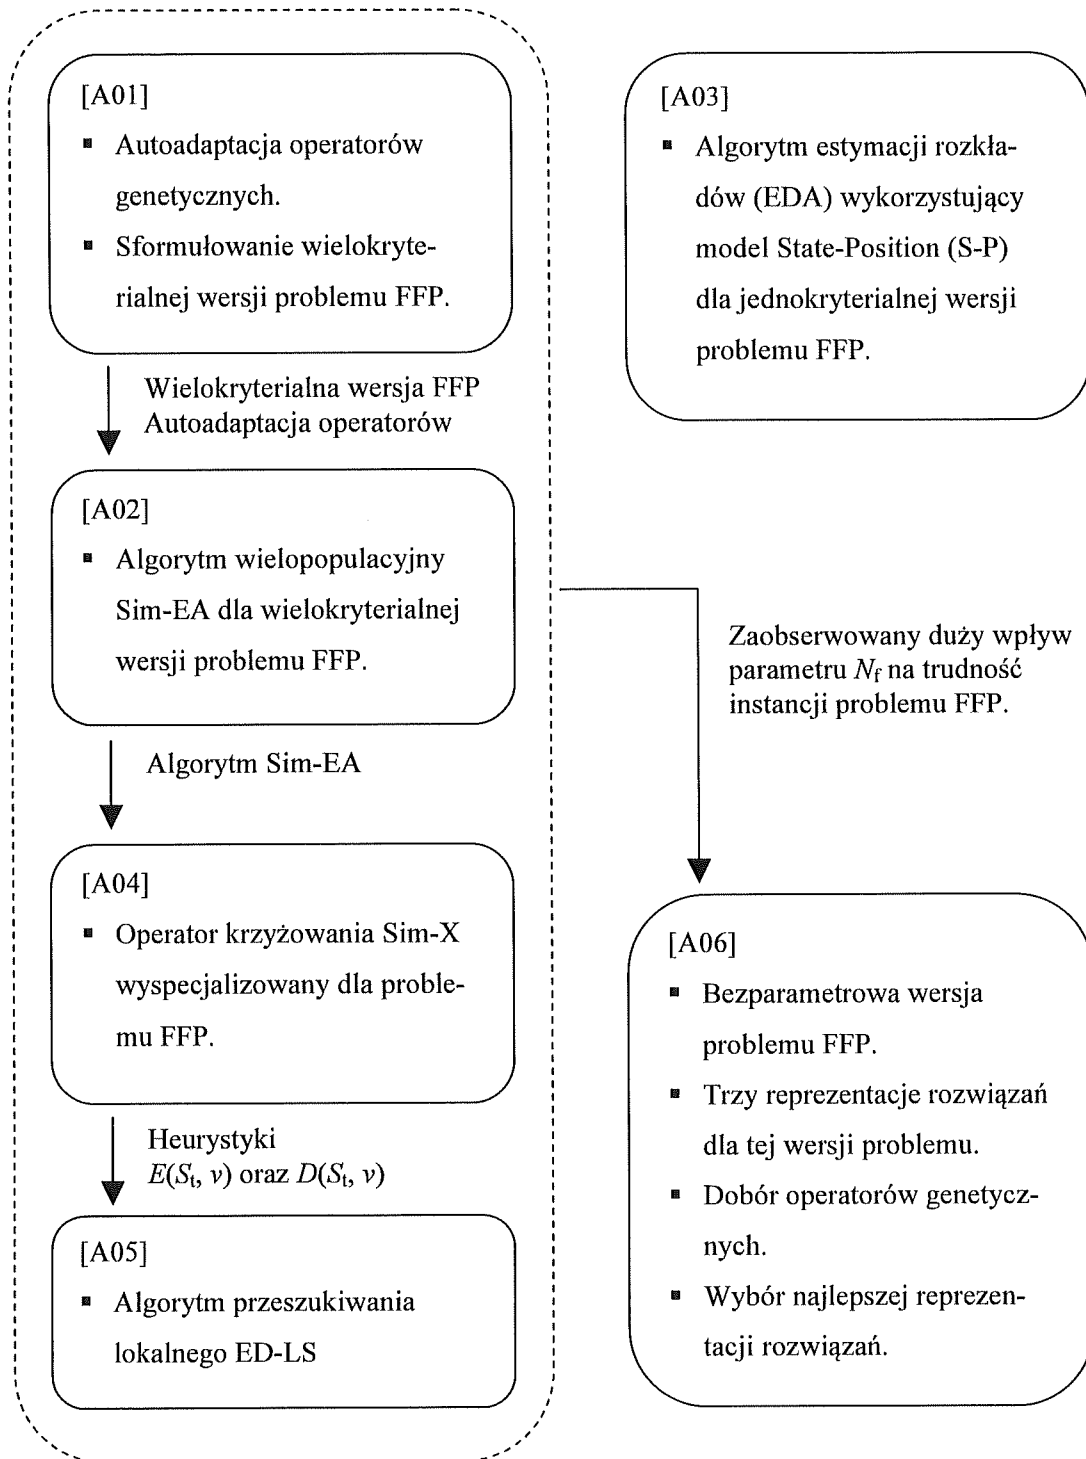 [A01]
▪ Autoadaptacja operatorów
genetycznych.
▪ Sformułowanie wielokryte-
rialnej wersji problemu FFP.
Wielokryterialna wersja FFP
Autoadaptacja operatorów
[A02]
▪ Algorytm wielopopulacyjny
Sim-EA dla wielokryterialnej
wersji problemu FFP.
Algorytm Sim-EA
[A04]
▪ Operator krzyżowania Sim-X
wyspecjalizowany dla proble-
mu FFP.
Heurystyki
E(St, v) oraz D(St, v)
[A05]
▪ Algorytm przeszukiwania
lokalnego ED-LS
[A03]
▪ Algorytm estymacji rozkła-
dów (EDA) wykorzystujący
model State-Position (S-P)
dla jednokryterialnej wersji
problemu FFP.
Zaobserwowany duży wpływ
parametru Nf na trudność
instancji problemu FFP.
[A06]
▪ Bezparametrowa wersja
problemu FFP.
▪ Trzy reprezentacje rozwiązań
dla tej wersji problemu.
▪ Dobór operatorów genetycz-
nych.
▪ Wybór najlepszej reprezen-
tacji rozwiązań.